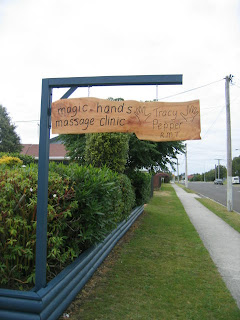 magic hands
massage clinic
Tracy
Pepper